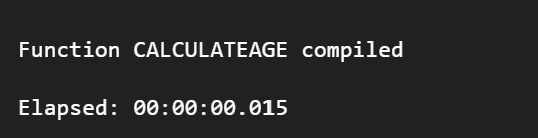 Function CALCULATEAGE compiled
Elapsed: 00:00:00.015